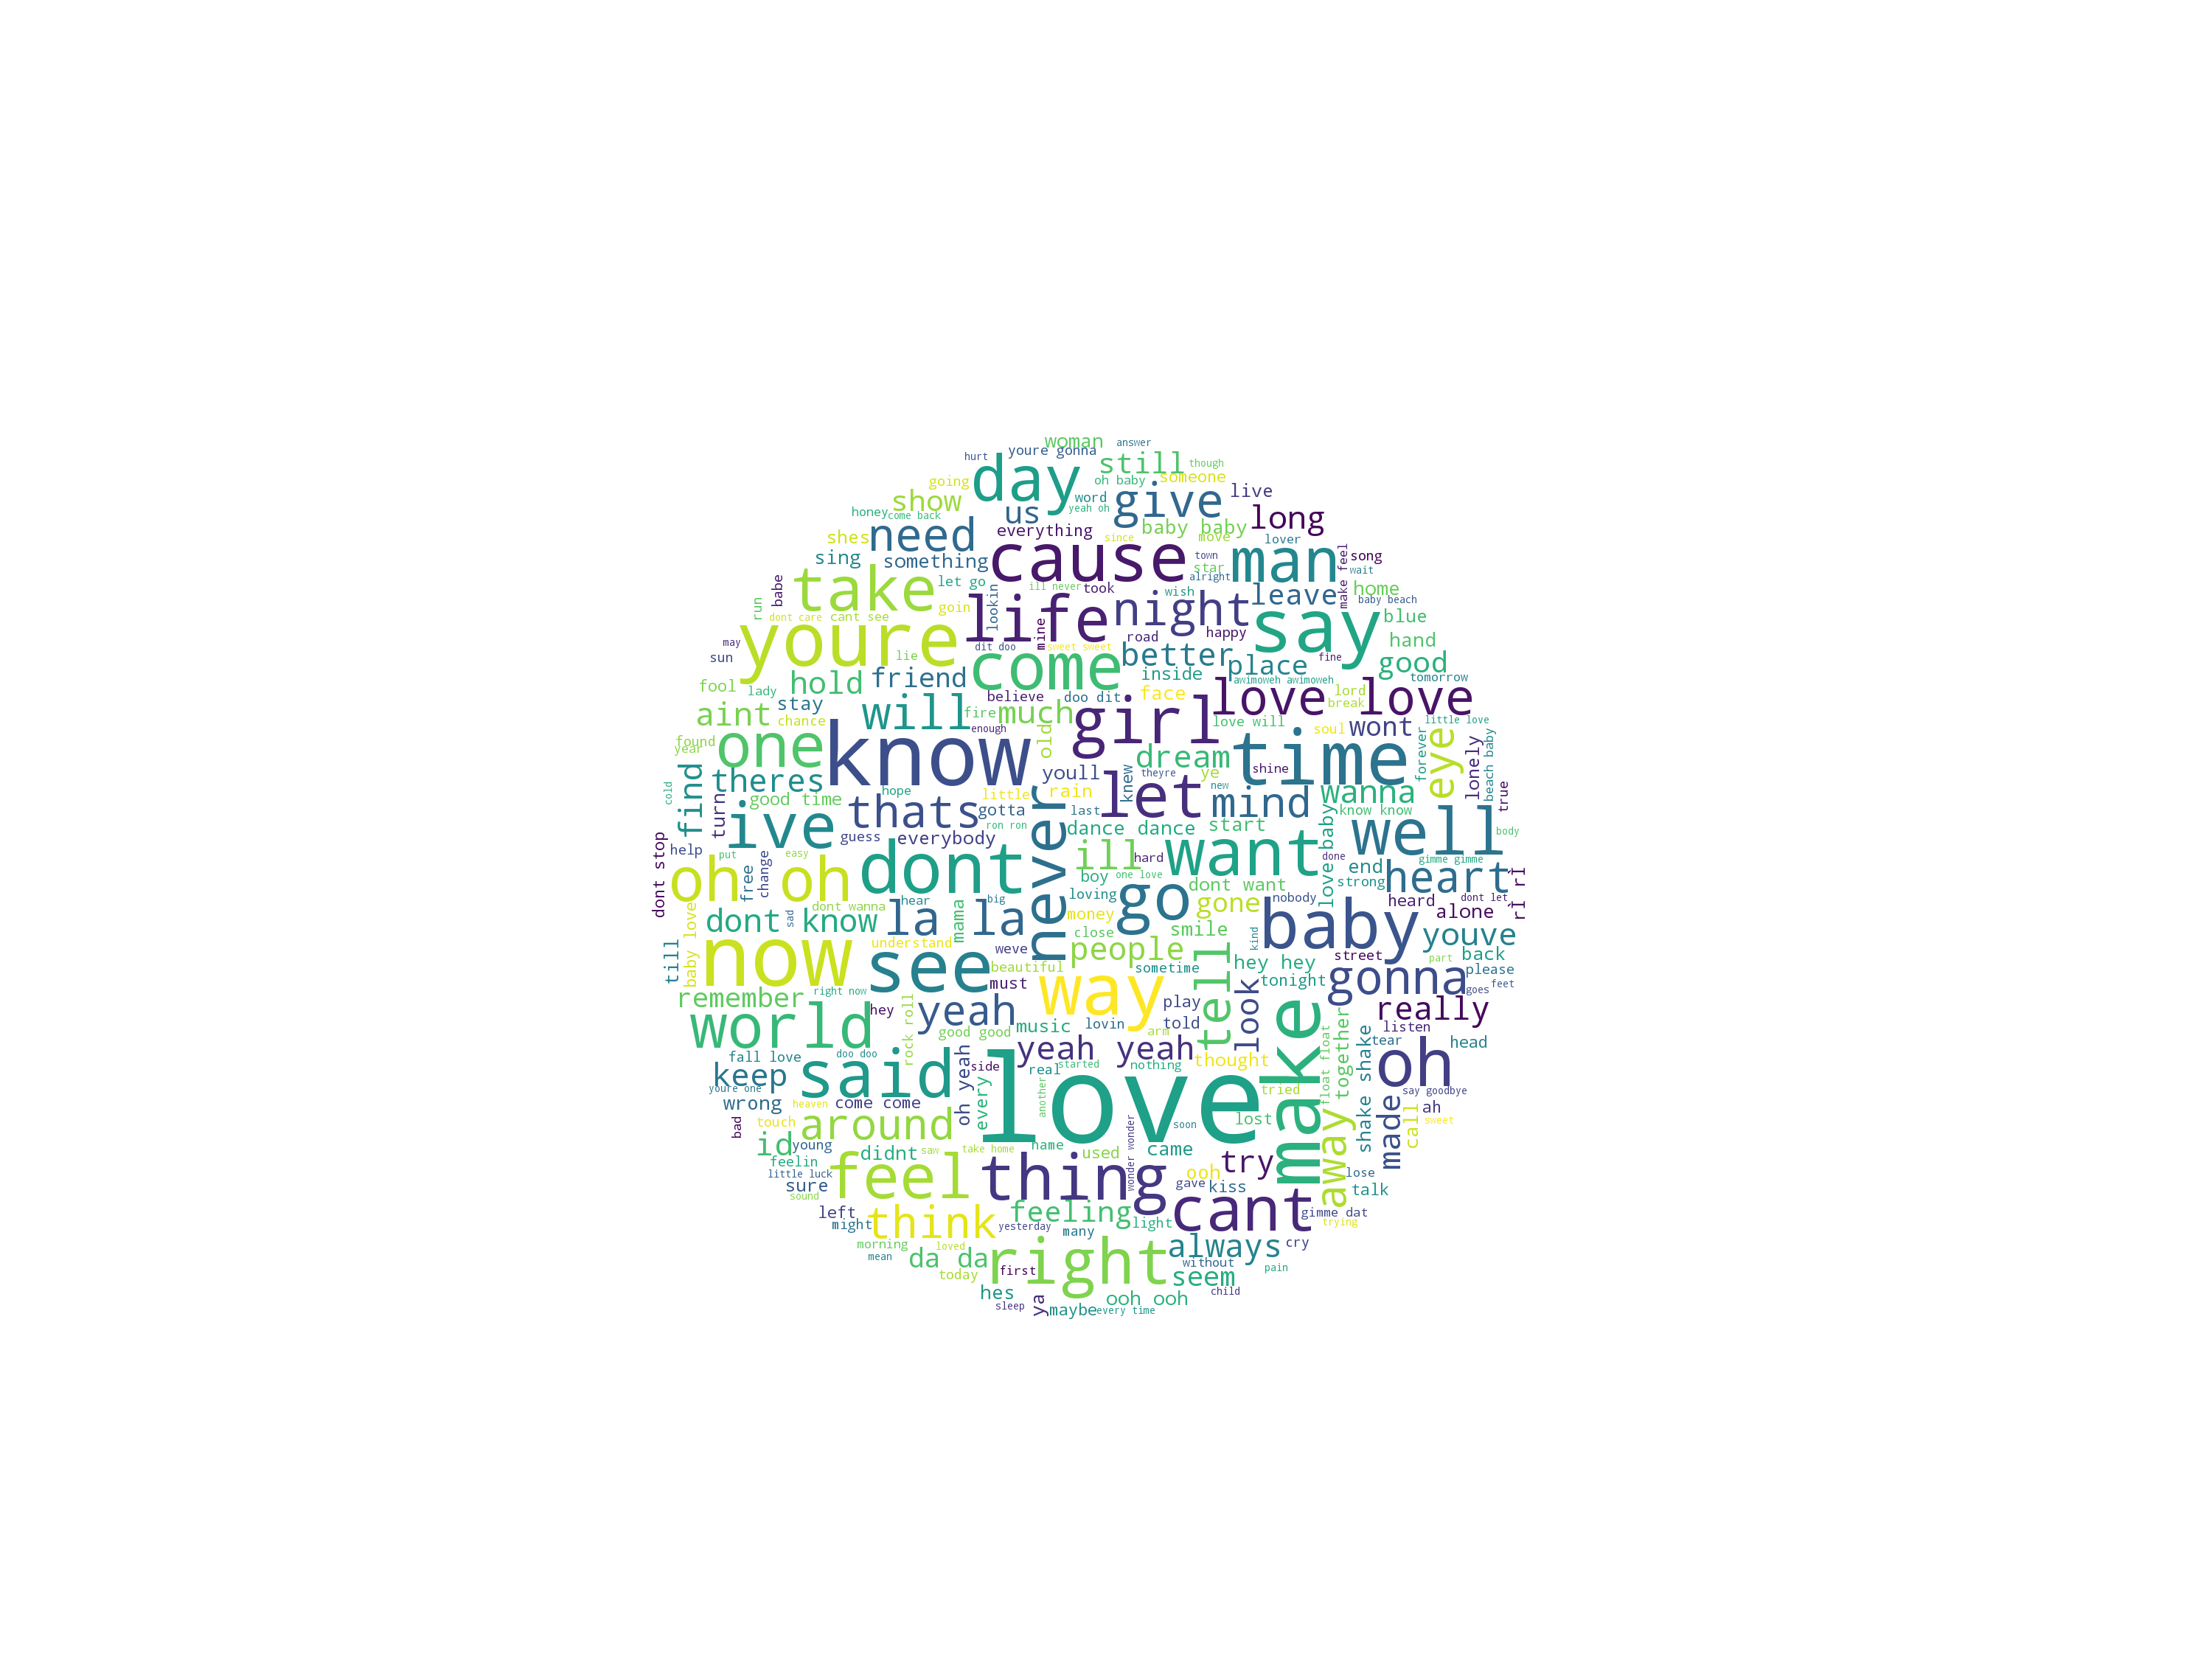 woman
answer
hurt
youre gonna
day
still
though
going
oh baby
someone
show
word
give
live
honey
come back
us
yeah oh
long
need
everything
baby baby
shes
cause
since
move
lover
man
sing
something
town
make feel
song
take
let go
star
wait
babe
ill never
took
alright
leave
home
run
goin
lookin
life
wish
night
say
baby beach
dont care
cant see
blue
youre
mine
road
happy
hand
may
dit doo
sweet sweet
better
sun
lie
come
place
fine
good
hold
friend
inside
awimoweh awimoweh
tomorrow
fool
lady
believe
doo dit
face
love love
lord
break
aint
stay
will
fire
much
girl
love will
soul
wont
little love
chance
enough
found
year
one
know
old
dream
time
forever
eye
lonely
beach baby
theres
youll
knew
theyre
ye
shine
cold
find
good time
hope
little
rain
let
new
mind
wanna
true
turn
ive
thats
gotta
last
love baby
know know
well
guess
everybody
ron ron
never
dance dance
start
body
dont stop
help
put
easy
dont
ill
hard
want
done
end
gimme gimme
oh oh
free
change
boy
one love
dont want
strong
heart
rÌ rÌ
dont wanna
hear
big
loving
go
gone
nobody
heard
dont let
dont know
sad
la la
mama
money
smile
baby
alone
till
baby love
now
understand
see
weve
close
people
kind
street
youve
part
back
beautiful
sometime
tell
hey hey
gonna
please
remember
right now
must
way
tonight
goes
feet
world
hey
rock roll
yeah
play
look
really
good good
music
lovin
told
arm
make
float float
together
listen
fall love
doo doo
yeah yeah
thought
shake shake
tear
oh
head
keep
said
oh yeah
side
real
started
nothing
youre one
every
another
love
tried
say goodbye
wrong
heaven
come come
made
call
ah
bad
touch
around
soon
lost
away
sweet
id
young
didnt
saw
take home
name
used
wonder wonder
came
try
feelin
feel
thing
ooh
lose
little luck
sure
gave
kiss
talk
sound
left
feeling
cant
gimme dat
might
think
yesterday
many
light
trying
morning
loved
right
always
cry
mean
da da
without
today
first
seem
pain
hes
ya
ooh ooh
child
sleep
maybe
every time